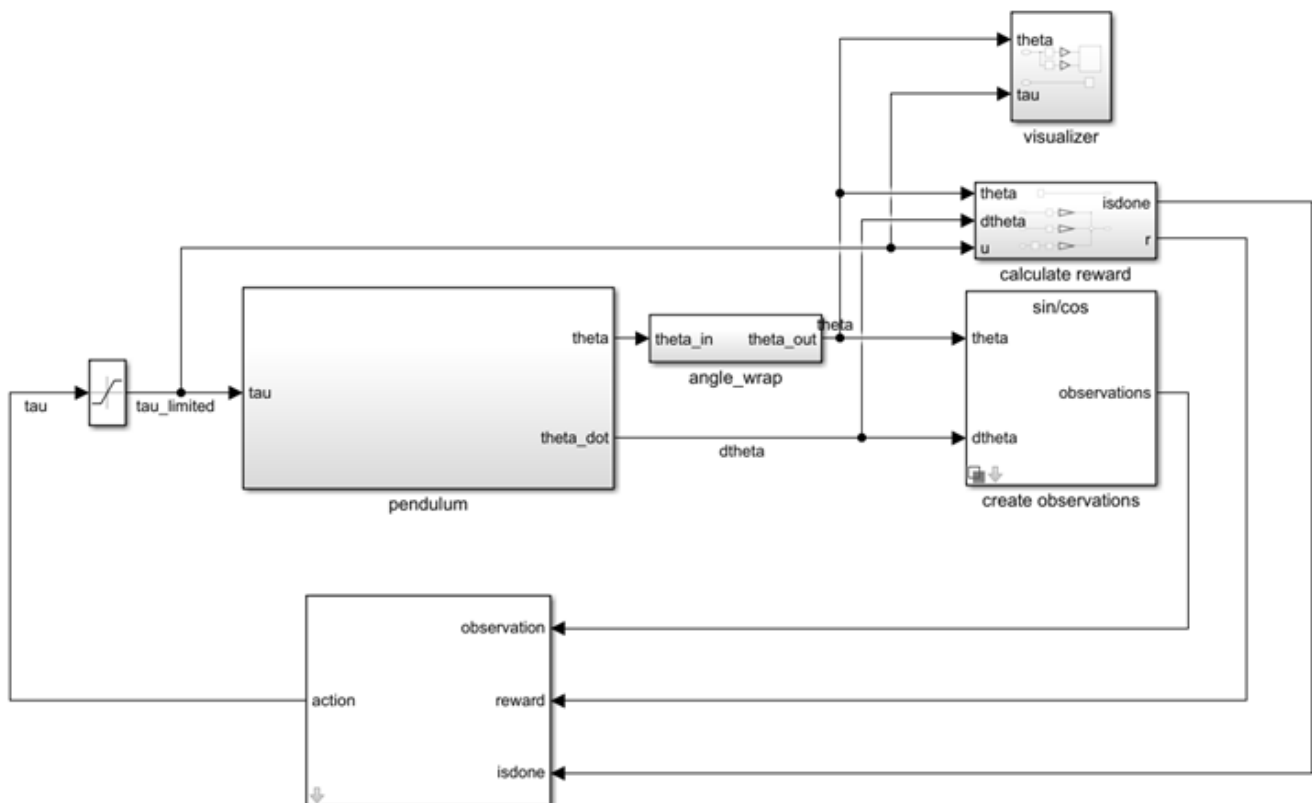 theta
tau
visualizer
theta
isdone
dtheta
r
u
calculate reward
sin/cos
theta
theta_in
theta_out
theta
theta
angle_wrap
tau
tau_limited
tau
observations
theta_dot
dtheta
dtheta
pendulum
create observations
observation
action
reward
isdone